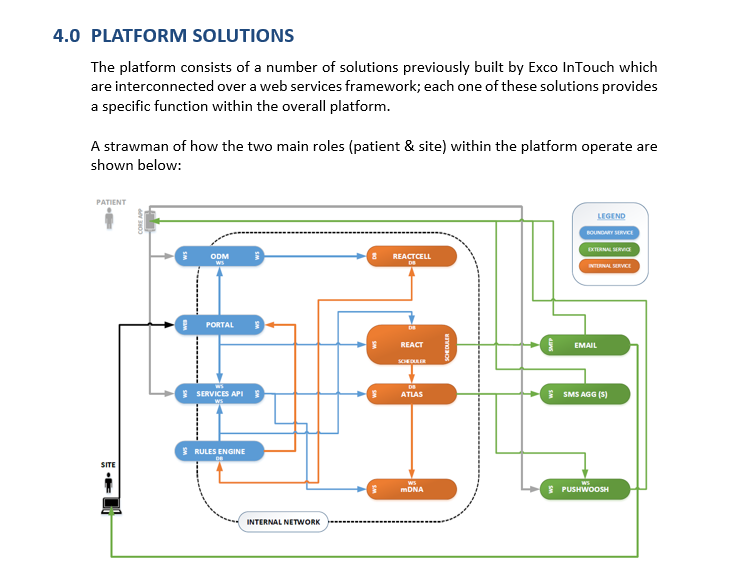 4.0 PLATFORM SOLUTIONS
The platform consists of a number of solutions previously built by Exco InTouch which
are interconnected over a web services framework; each one of these solutions provides
a specific function within the overall platform.
A strawman of how the two main roles (patient & site) within the platform operate are
shown below:
PATIENT
CORE APP
LEGEND
BOUNDARY SERVICE
EXTERNAL SERVICE
INTERNAL SERVICE
WS ODM WS
WS
DB REACTCELL
DB
WEB PORTAL WS
DB
WS REACT SCHEDULER
SCHEDULER
SMTP EMAIL
WS
WS SERVICES API WS
WS
DB
WS ATLAS
WS SMS AGG (S)
WS RULES ENGINE
DB
SITE
WS
WS mDNA
WS
WS PUSHWOOSH
INTERNAL NETWORK